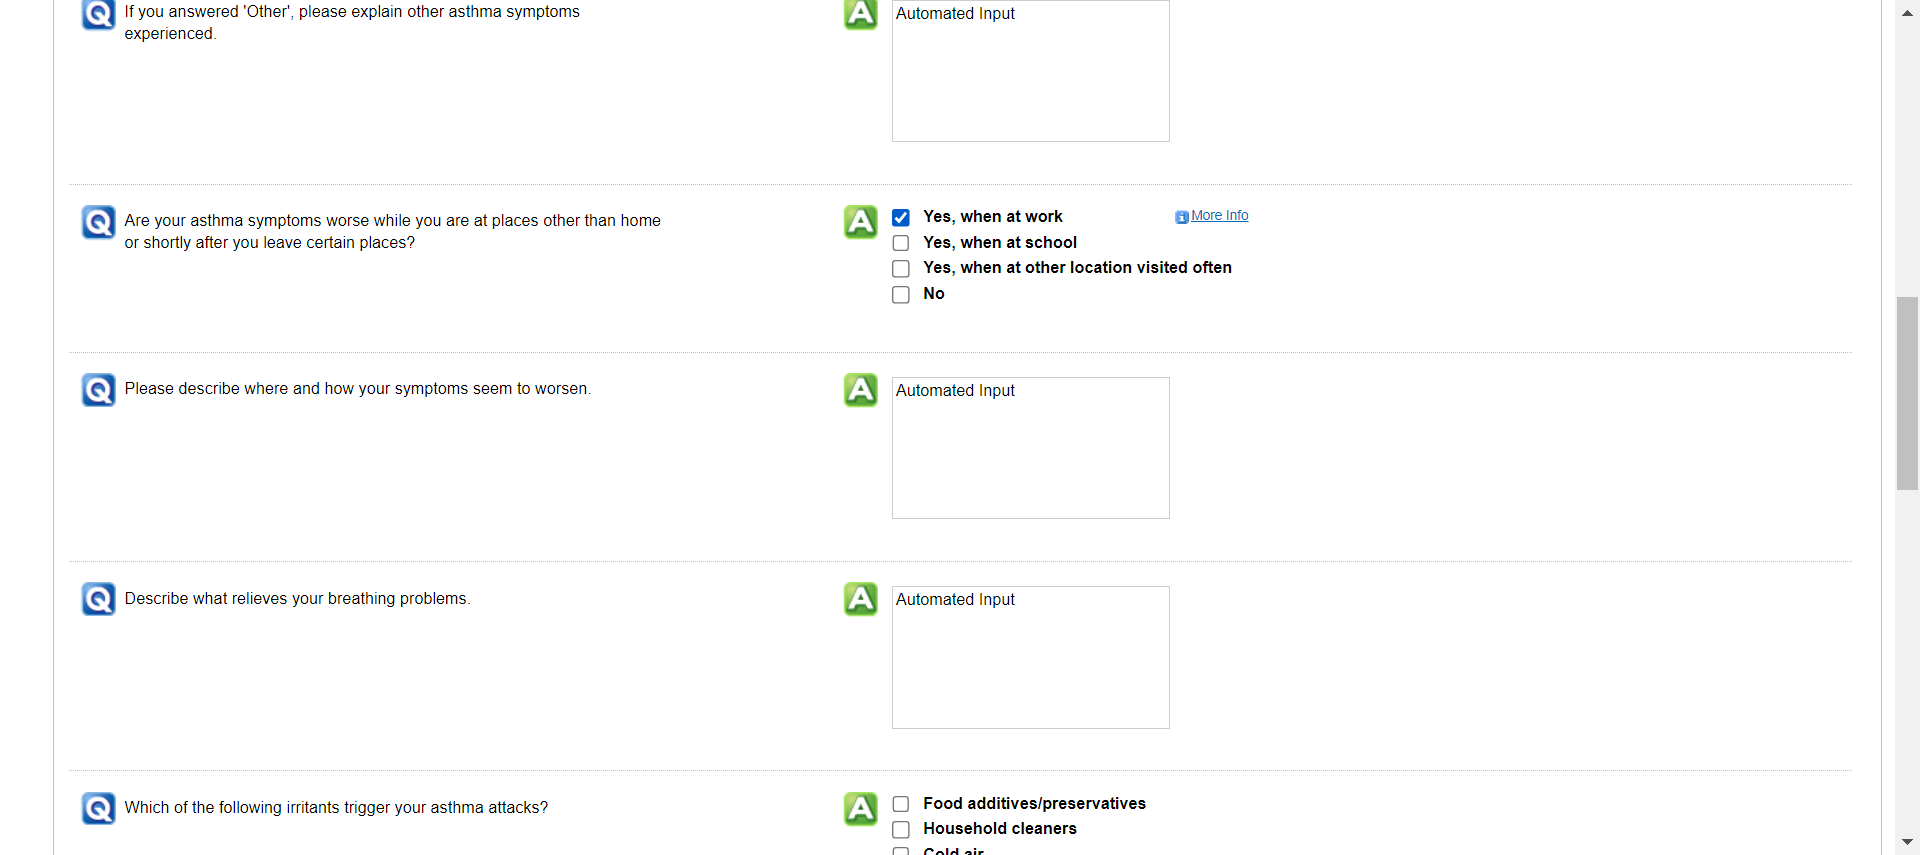 If you answered 'Other', please explain other asthma symptoms
experienced.
Automated Input
Are your asthma symptoms worse while you are at places other than home
or shortly after you leave certain places?
Yes, when at work
More Info
Yes, when at school
Yes, when at other location visited often
No
Please describe where and how your symptoms seem to worsen.
Automated Input
Describe what relieves your breathing problems.
Automated Input
Which of the following irritants trigger your asthma attacks?
Food additives/preservatives
Household cleaners
Cold air